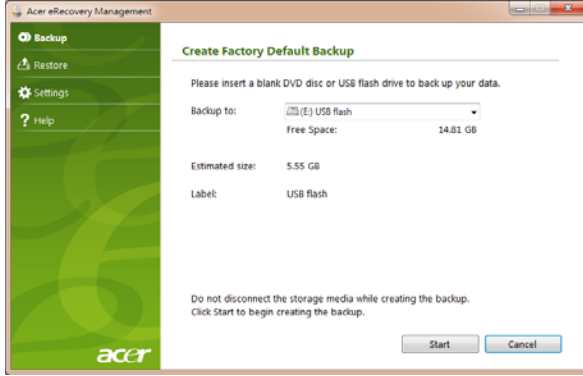 Acer eRecovery Management
Backup
Restore
Settings
? Help
Create Factory Default Backup
Please insert a blank DVD disc or USB flash drive to back up your data.
Backup to:
(E:) USB flash
Free Space: 14.81 GB
Estimated size: 5.55 GB
Label: USB flash
Do not disconnect the storage media while creating the backup.
Click Start to begin creating the backup.
Start Cancel
acer